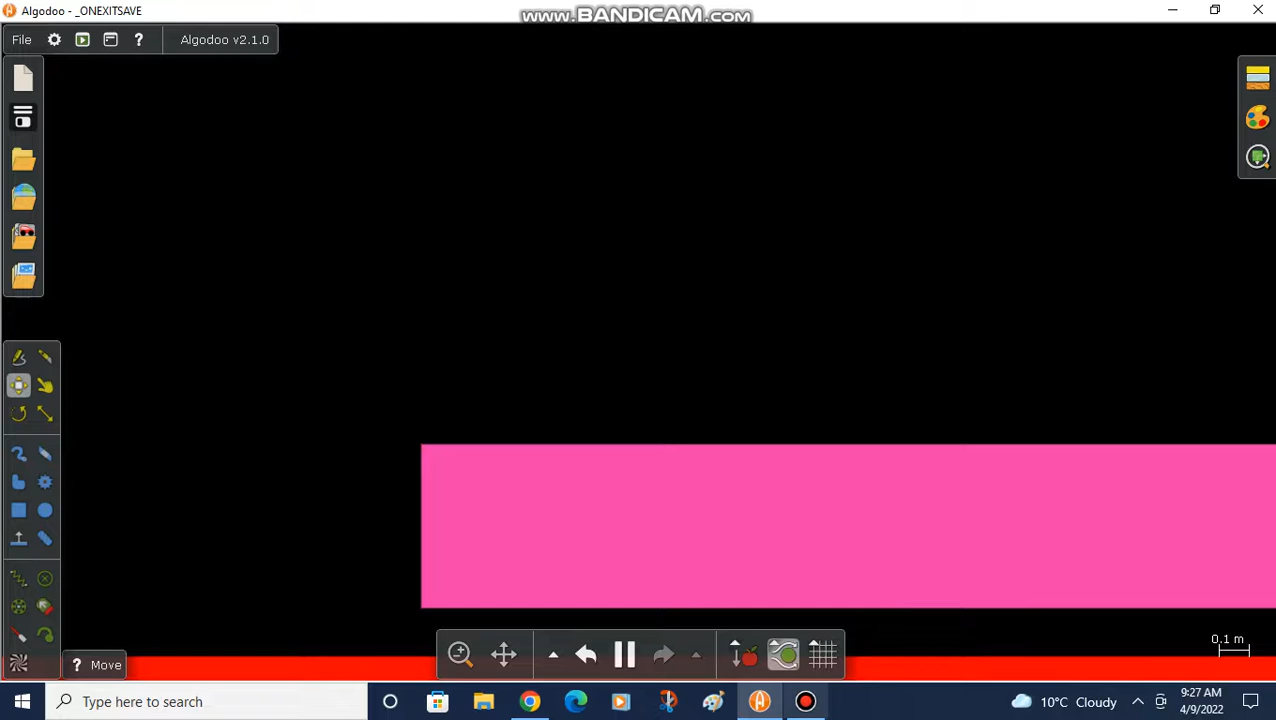 Algodoo - _ONEXITSAVE
www.BANDICAM.com
File
?
Algodoo v2.1.0
0.1 m
? Move
Type here to search
10°C Cloudy
9:27 AM
4/9/2022